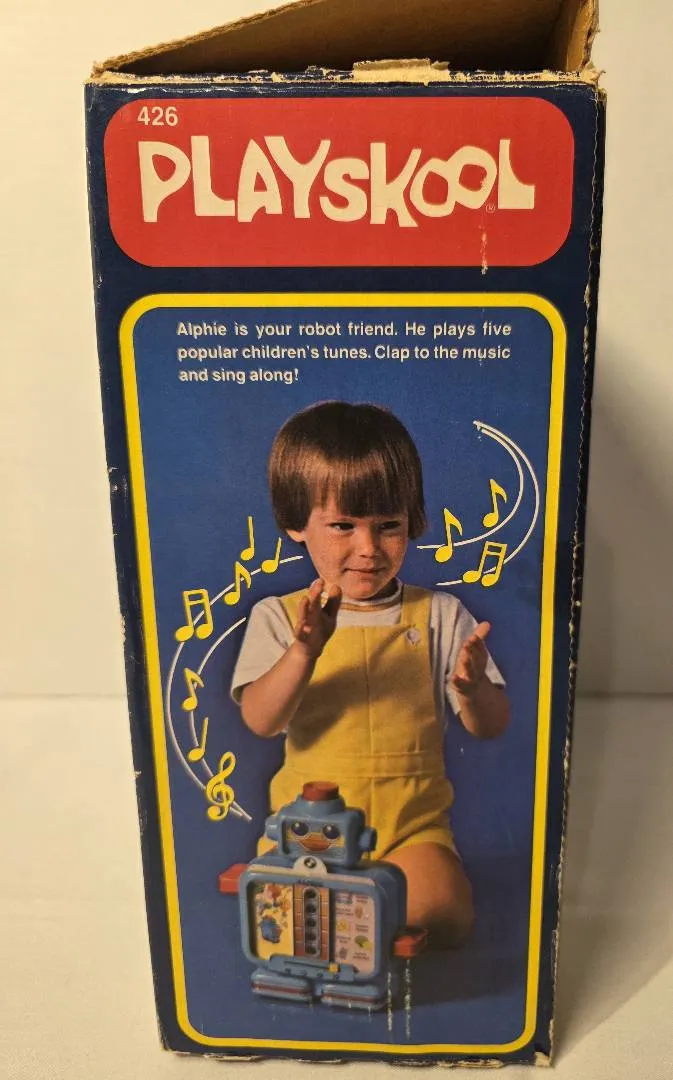 426
PLAYSKOOL®
Alphie is your robot friend. He plays five
popular children's tunes. Clap to the music
and sing along!